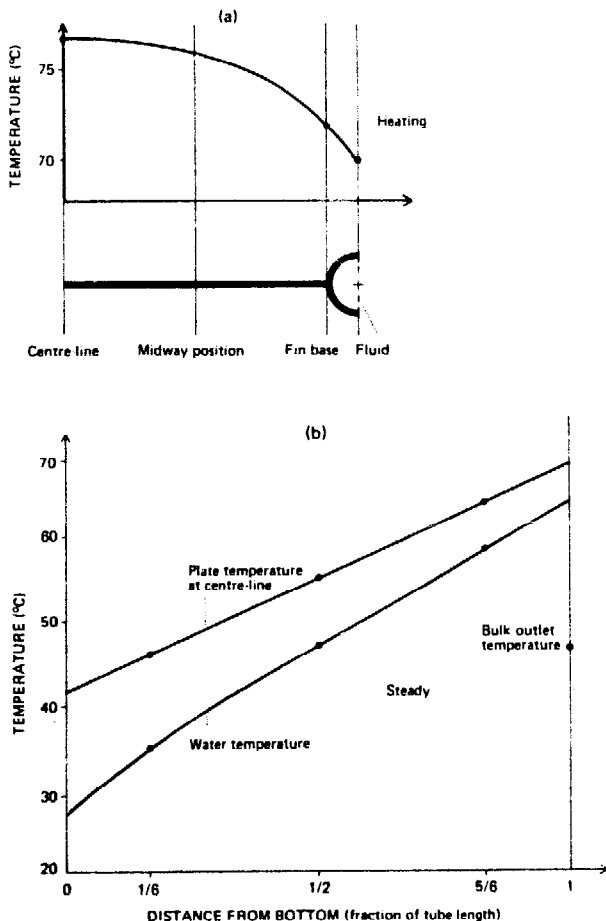 (a)
TEMPERATURE (°C)
75
70
Heating
Centre-line
Midway position
Fin base
Fluid
(b)
TEMPERATURE (°C)
70
60
50
40
30
20
Plate temperature
at centre-line
Water temperature
Steady
Bulk outlet
temperature
0
1/6
1/2
5/6
1
DISTANCE FROM BOTTOM (fraction of tube length)